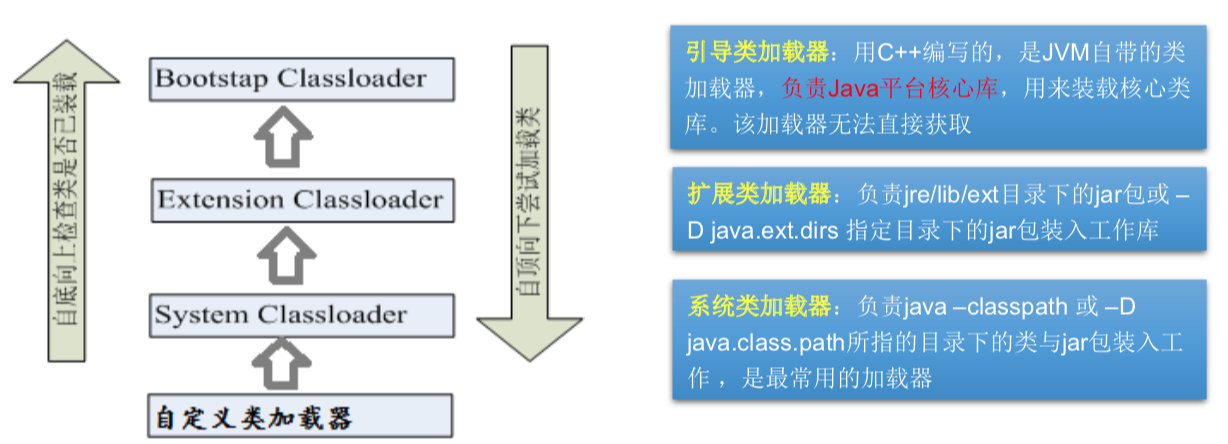 自底向上检查类是否已装载
Bootstap Classloader
Extension Classloader
System Classloader
自定义类加载器
自顶向下尝试加载类
引导类加载器：用C++编写的，是JVM自带的类
加载器，负责Java平台核心库，用来装载核心类
库。该加载器无法直接获取
扩展类加载器：负责jre/lib/ext目录下的jar包或 –
D java.ext.dirs 指定目录下的jar包装入工作库
系统类加载器：负责java –classpath 或 –D
java.class.path所指的目录下的类与jar包装入工
作 ，是最常用的加载器